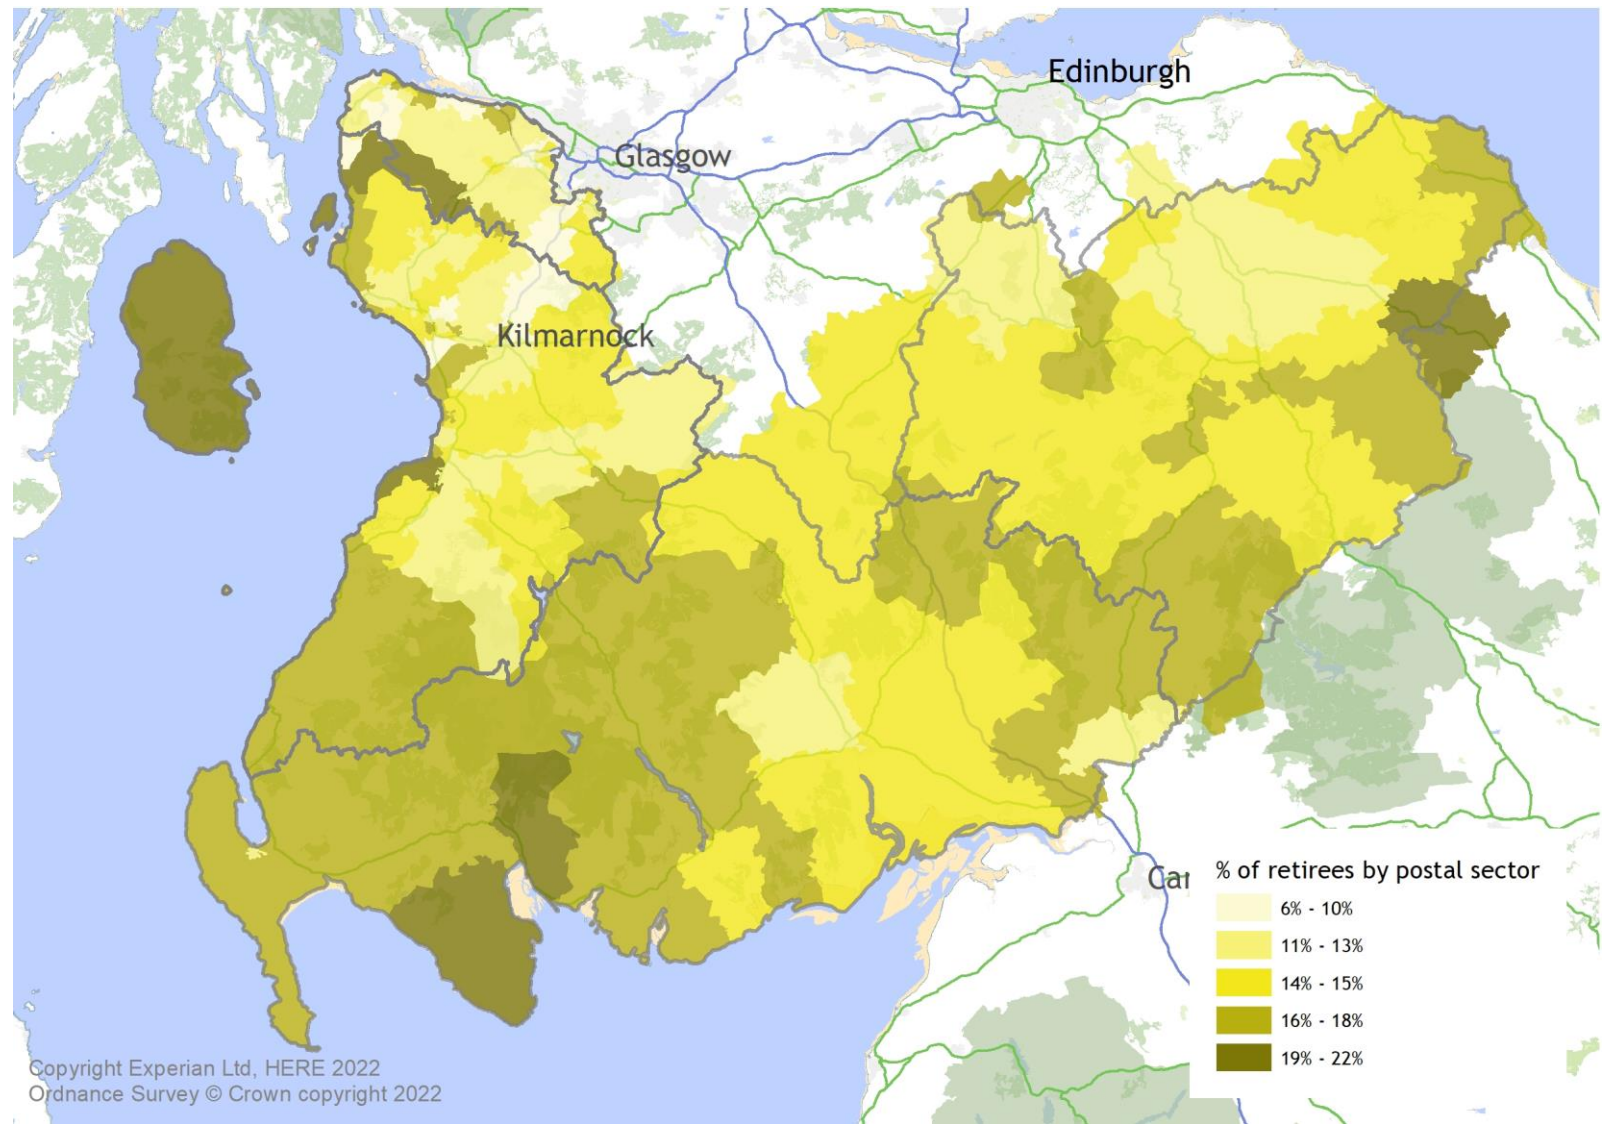 Edinburgh
Glasgow
Kilmarnock
Car
% of retirees by postal sector
6% - 10%
11% - 13%
14% - 15%
16% - 18%
19% - 22%
Copyright Experian Ltd, HERE 2022
Ordnance Survey © Crown copyright 2022